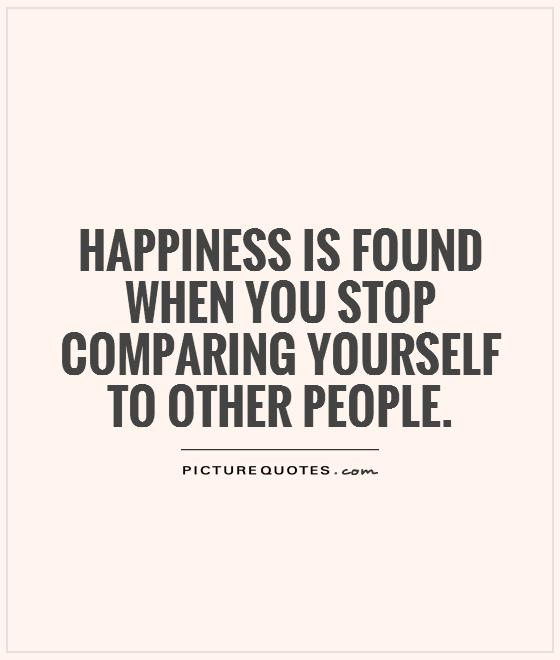 HAPPINESS IS FOUND
WHEN YOU STOP
COMPARING YOURSELF
TO OTHER PEOPLE.
PICTUREQUOTES.com